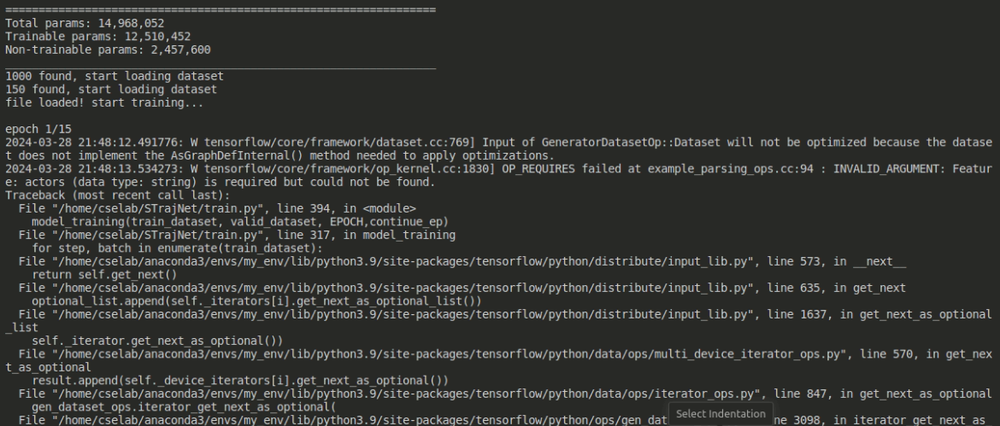 =================================================================
Total params: 14,968,052
Trainable params: 12,510,452
Non-trainable params: 2,457,600
_________________________________________________________________
1000 found, start loading dataset
150 found, start loading dataset
file loaded! start training...
epoch 1/15
2024-03-28 21:48:12.491776: W tensorflow/core/framework/dataset.cc:769] Input of GeneratorDatasetOp::Dataset will not be optimized because the datase
t does not implement the AsGraphDefInternal() method needed to apply optimizations.
2024-03-28 21:48:13.534273: W tensorflow/core/framework/op_kernel.cc:1830] OP_REQUIRES failed at example_parsing_ops.cc:94 : INVALID_ARGUMENT: Featur
e: actors (data type: string) is required but could not be found.
Traceback (most recent call last):
  File "/home/cselab/STrajNet/train.py", line 394, in <module>
    model_training(train_dataset, valid_dataset, EPOCH,continue_ep)
  File "/home/cselab/STrajNet/train.py", line 317, in model_training
    for step, batch in enumerate(train_dataset):
  File "/home/cselab/anaconda3/envs/my_env/lib/python3.9/site-packages/tensorflow/python/distribute/input_lib.py", line 573, in __next__
    return self.get_next()
  File "/home/cselab/anaconda3/envs/my_env/lib/python3.9/site-packages/tensorflow/python/distribute/input_lib.py", line 635, in get_next
    optional_list.append(self._iterators[i].get_next_as_optional_list())
  File "/home/cselab/anaconda3/envs/my_env/lib/python3.9/site-packages/tensorflow/python/distribute/input_lib.py", line 1637, in get_next_as_optional
_list
    self._iterator.get_next_as_optional())
  File "/home/cselab/anaconda3/envs/my_env/lib/python3.9/site-packages/tensorflow/python/data/ops/multi_device_iterator_ops.py", line 570, in get_nex
t_as_optional
    result.append(self._device_iterators[i].get_next_as_optional())
  File "/home/cselab/anaconda3/envs/my_env/lib/python3.9/site-packages/tensorflow/python/data/ops/iterator_ops.py", line 847, in get_next_as_optional
    gen_dataset_ops.iterator_get_next_as_optional(
  File "/home/cselab/anaconda3/envs/my_env/lib/python3.9/site-packages/tensorflow/python/ops/gen_dat ne 3098, in iterator_get_next_as
Select Indentation